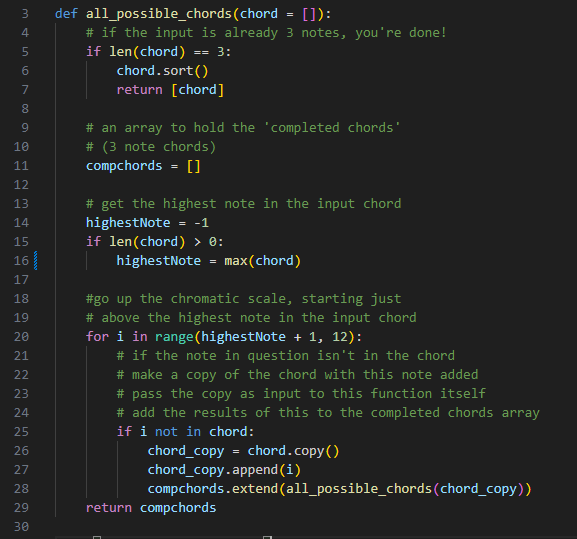 3 def all_possible_chords(chord = []):
4     # if the input is already 3 notes, you're done!
5     if len(chord) == 3:
6         chord.sort()
7         return [chord]
8
9     # an array to hold the 'completed chords'
10     # (3 note chords)
11     compchords = []
12
13     # get the highest note in the input chord
14     highestNote = -1
15     if len(chord) > 0:
16         highestNote = max(chord)
17
18     #go up the chromatic scale, starting just
19     # above the highest note in the input chord
20     for i in range(highestNote + 1, 12):
21         # if the note in question isn't in the chord
22         # make a copy of the chord with this note added
23         # pass the copy as input to this function itself
24         # add the results of this to the completed chords array
25         if i not in chord:
26             chord_copy = chord.copy()
27             chord_copy.append(i)
28             compchords.extend(all_possible_chords(chord_copy))
29     return compchords
30